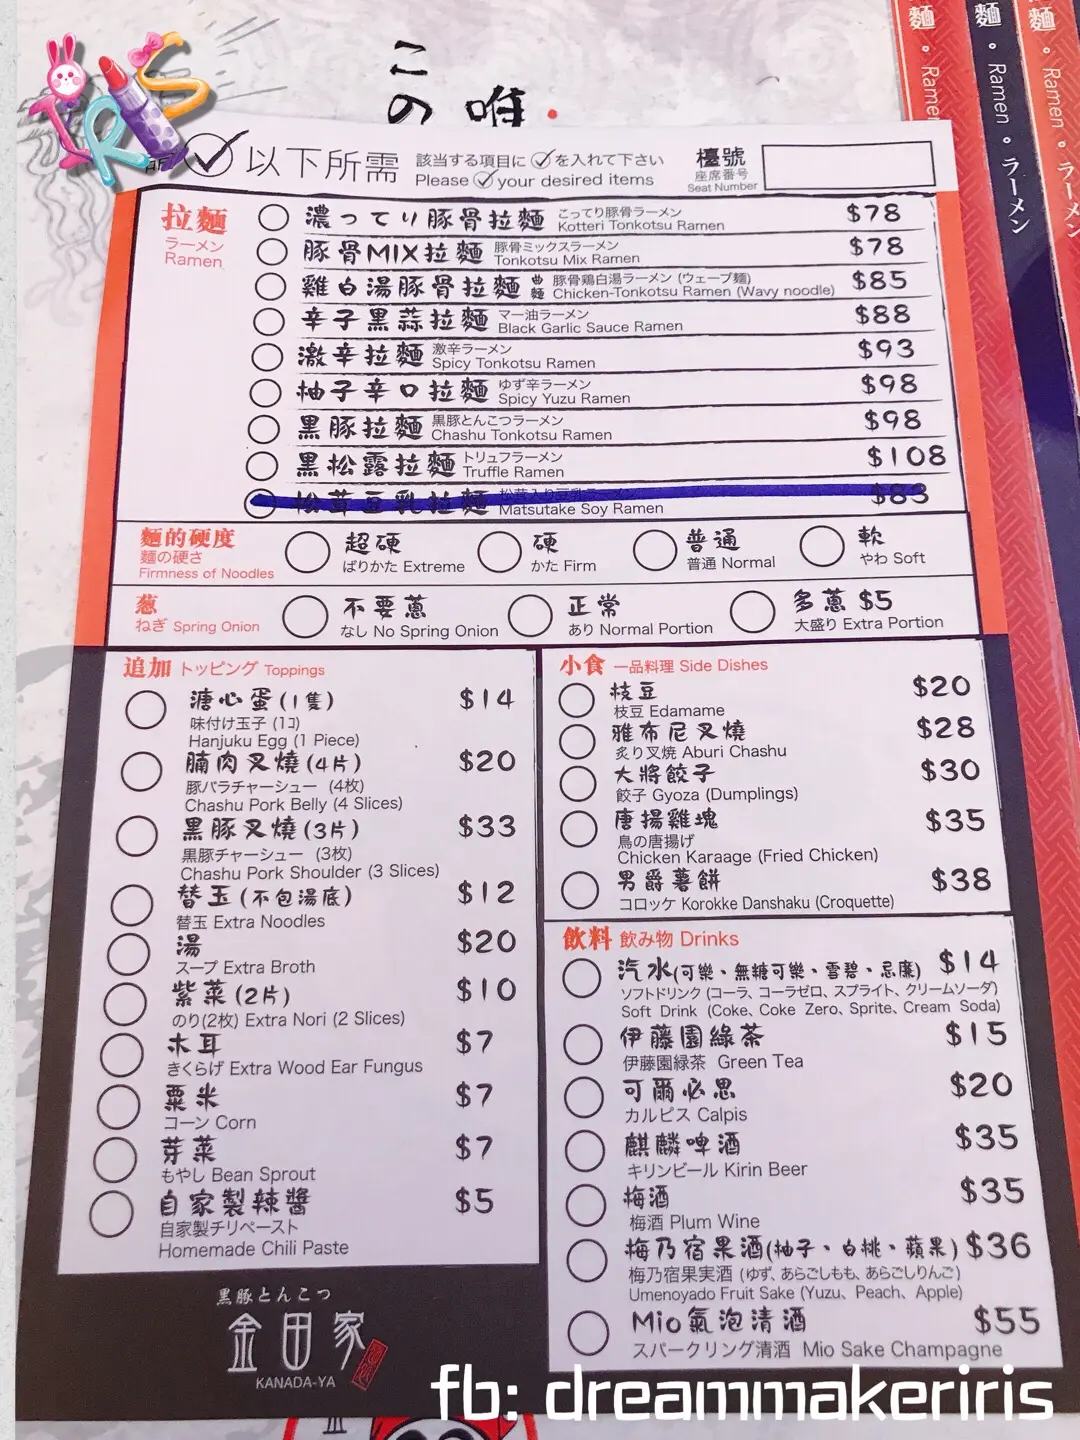 IRIS
この
唯
麵。Ramen
麵。Ramen。ラーメン
麵。Ramen。ラーメン
以下所需
該当する項目に✓を入れて下さい
Please ✓ your desired items
檯號
座席番号
Seat Number
拉麵
ラーメン
Ramen
濃ってり豚骨拉麵 こってり豚骨ラーメン $78
Kotteri Tonkotsu Ramen
豚骨MIX拉麵 豚骨ミックスラーメン $78
Tonkotsu Mix Ramen
雞白湯豚骨拉麵 曲麵 豚骨鶏白湯ラーメン (ウェーブ麵) $85
Chicken-Tonkotsu Ramen (Wavy noodle)
辛子黑蒜拉麵 マー油ラーメン $88
Black Garlic Sauce Ramen
激辛拉麵 激辛ラーメン $93
Spicy Tonkotsu Ramen
柚子辛口拉麵 ゆず辛ラーメン $98
Spicy Yuzu Ramen
黑豚拉麵 黒豚とんこつラーメン $98
Chashu Tonkotsu Ramen
黑松露拉麵 トリュフラーメン $108
Truffle Ramen
松茸豆乳拉麵 松茸入り豆乳ラーメン $83
Matsutake Soy Ramen
麵的硬度
麺の硬さ
Firmness of Noodles
超硬
ばりかた Extreme
硬
かた Firm
普通
普通 Normal
軟
やわ Soft
葱
ねぎ Spring Onion
不要蔥
なし No Spring Onion
正常
あり Normal Portion
多蔥 $5
大盛り Extra Portion
追加 トッピング Toppings
溏心蛋(1隻) $14
味付け玉子 (1コ)
Hanjuku Egg (1 Piece)
腩肉叉燒(4片) $20
豚バラチャーシュー (4枚)
Chashu Pork Belly (4 Slices)
黑豚叉燒(3片) $33
黒豚チャーシュー (3枚)
Chashu Pork Shoulder (3 Slices)
替玉(不包湯底) $12
替玉 Extra Noodles
湯 $20
スープ Extra Broth
紫菜(2片) $10
のり(2枚) Extra Nori (2 Slices)
木耳 $7
きくらげ Extra Wood Ear Fungus
粟米 $7
コーン Corn
芽菜 $7
もやし Bean Sprout
自家製辣醬 $5
自家製チリペースト
Homemade Chili Paste
小食 一品料理 Side Dishes
枝豆 $20
枝豆 Edamame
雅布尼叉燒 $28
炙り叉焼 Aburi Chashu
大將餃子 $30
餃子 Gyoza (Dumplings)
唐揚雞塊 $35
鳥の唐揚げ
Chicken Karaage (Fried Chicken)
男爵薯餅 $38
コロッケ Korokke Danshaku (Croquette)
飲料 飲み物 Drinks
汽水(可樂、無糖可樂、雪碧、忌廉) $14
ソフトドリンク (コーラ、コーラゼロ、スプライト、クリームソーダ)
Soft Drink (Coke、Coke Zero、Sprite、Cream Soda)
伊藤園綠茶 $15
伊藤園緑茶 Green Tea
可爾必思 $20
カルピス Calpis
麒麟啤酒 $35
キリンビール Kirin Beer
梅酒 $35
梅酒 Plum Wine
梅乃宿果酒(柚子、白桃、蘋果) $36
梅乃宿果実酒 (ゆず、あらごしもも、あらごしりんご)
Umenoyado Fruit Sake (Yuzu、Peach、Apple)
Mio氣泡清酒 $55
スパークリング清酒 Mio Sake Champagne
黒豚とんこつ
金田家
KANADA-YA
fb: dreammakeriris